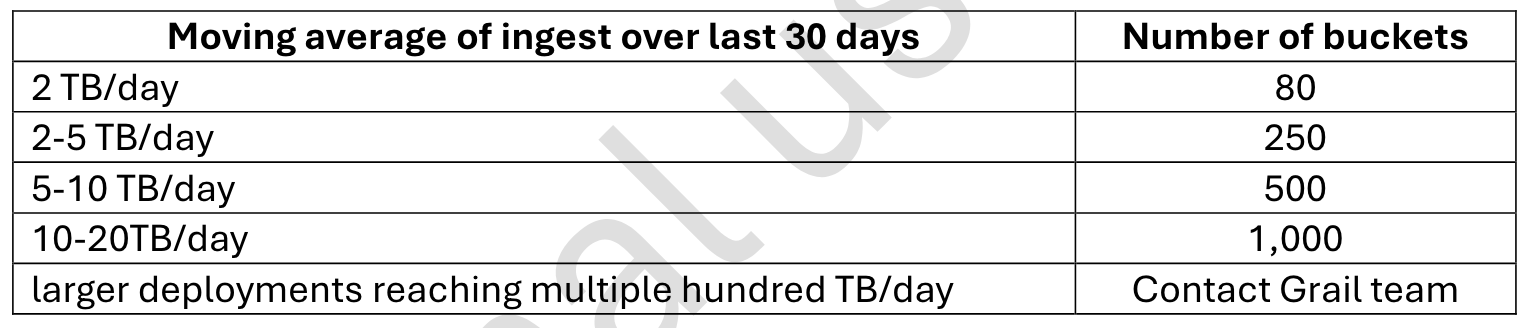 Moving average of ingest over last 30 days Number of buckets
2 TB/day 80
2-5 TB/day 250
5-10 TB/day 500
10-20TB/day 1,000
larger deployments reaching multiple hundred TB/day Contact Grail team